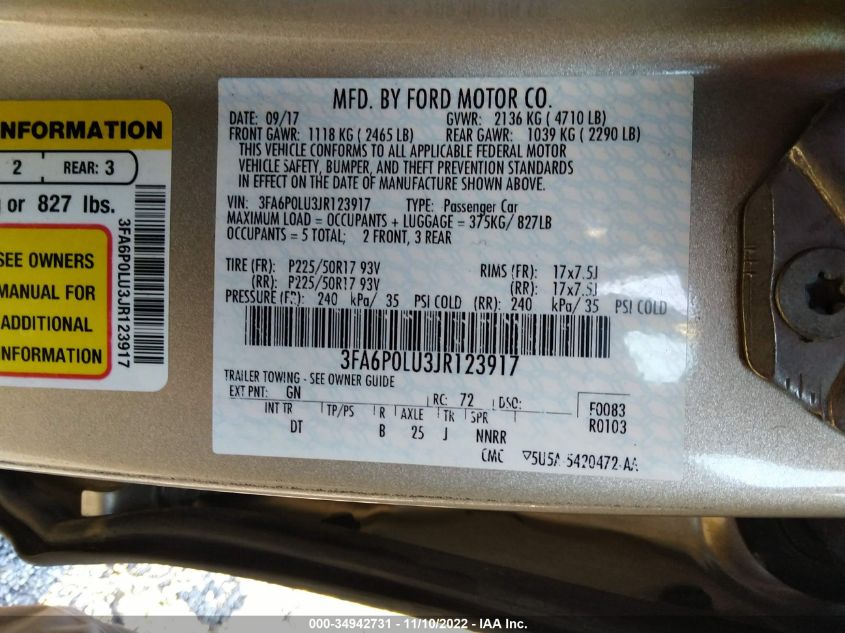 INFORMATION
2 REAR: 3
or 827 lbs.
SEE OWNERS
MANUAL FOR
ADDITIONAL
INFORMATION
3FA6P0LU3JR123917
MFD. BY FORD MOTOR CO.
DATE: 09/17 GVWR: 2136 KG ( 4710 LB)
FRONT GAWR: 1118 KG ( 2465 LB) REAR GAWR: 1039 KG ( 2290 LB)
THIS VEHICLE CONFORMS TO ALL APPLICABLE FEDERAL MOTOR
VEHICLE SAFETY, BUMPER, AND THEFT PREVENTION STANDARDS
IN EFFECT ON THE DATE OF MANUFACTURE SHOWN ABOVE.
VIN: 3FA6P0LU3JR123917 TYPE: Passenger Car
MAXIMUM LOAD = OCCUPANTS + LUGGAGE = 375KG/ 827LB
OCCUPANTS = 5 TOTAL; 2 FRONT, 3 REAR
TIRE (FR): P225/50R17 93V RIMS (FR): 17x7.5J
(RR): P225/50R17 93V (RR): 17x7.5J
PRESSURE (FR): 240 kPa/ 35 PSI COLD (RR): 240 kPa/ 35 PSI COLD
3FA6P0LU3JR123917
TRAILER TOWING - SEE OWNER GUIDE
EXT PNT: GN RC: 72 DSO: F0083
INT TR TP/PS R AXLE TR SPR R0103
DT B 25 J NNRR
CMC ▽5U5A 5420472-AA
000-34942731 - 11/10/2022 - IAA Inc.